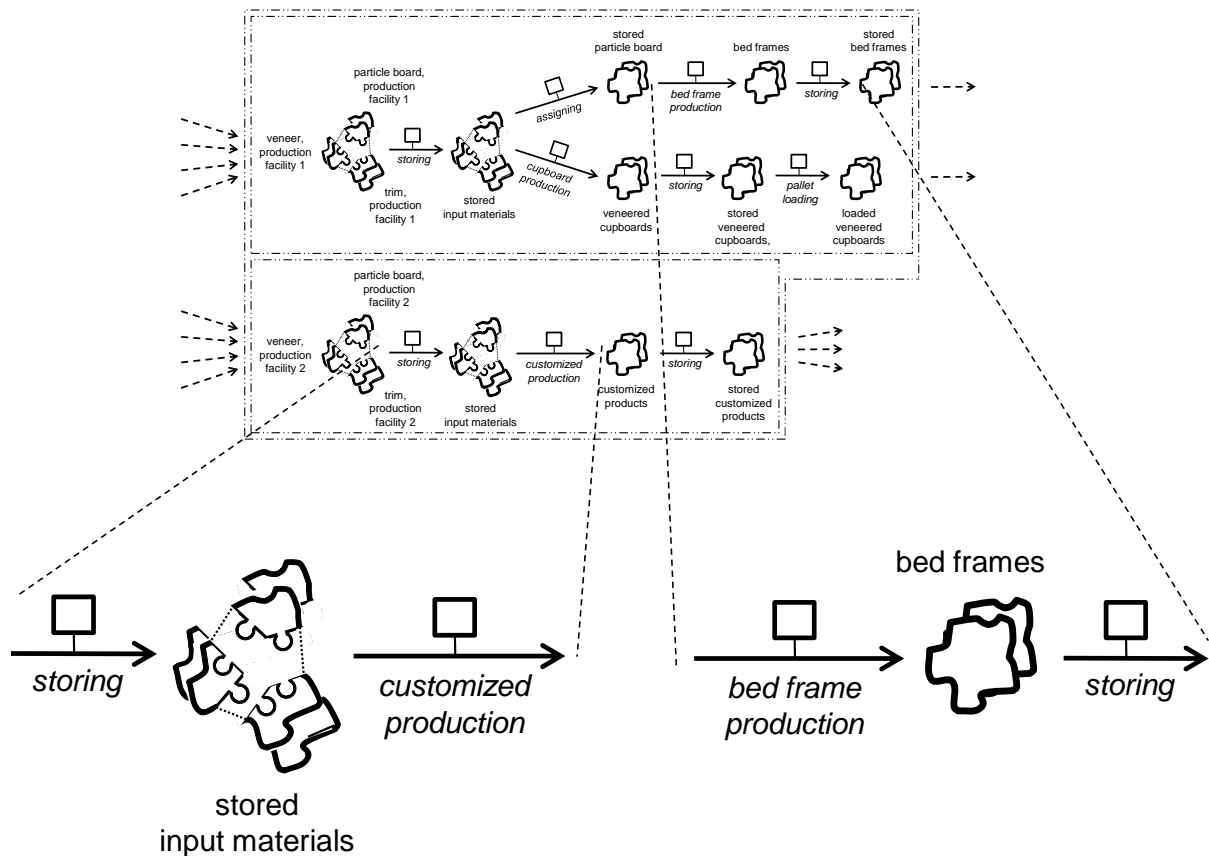 stored
particle board
bed frames
stored
bed frames
particle board,
production
facility 1
assigning
bed frame
production
storing
veneer,
production
facility 1
storing
cupboard
production
storing
pallet
loading
trim,
production
facility 1
stored
input materials
veneered
cupboards
stored
veneered
cupboards,
loaded
veneered
cupboards
particle board,
production
facility 2
veneer,
production
facility 2
storing
customized
production
storing
trim,
production
facility 2
stored
input materials
customized
products
stored
customized
products
storing
stored
input materials
customized
production
bed frame
production
bed frames
storing